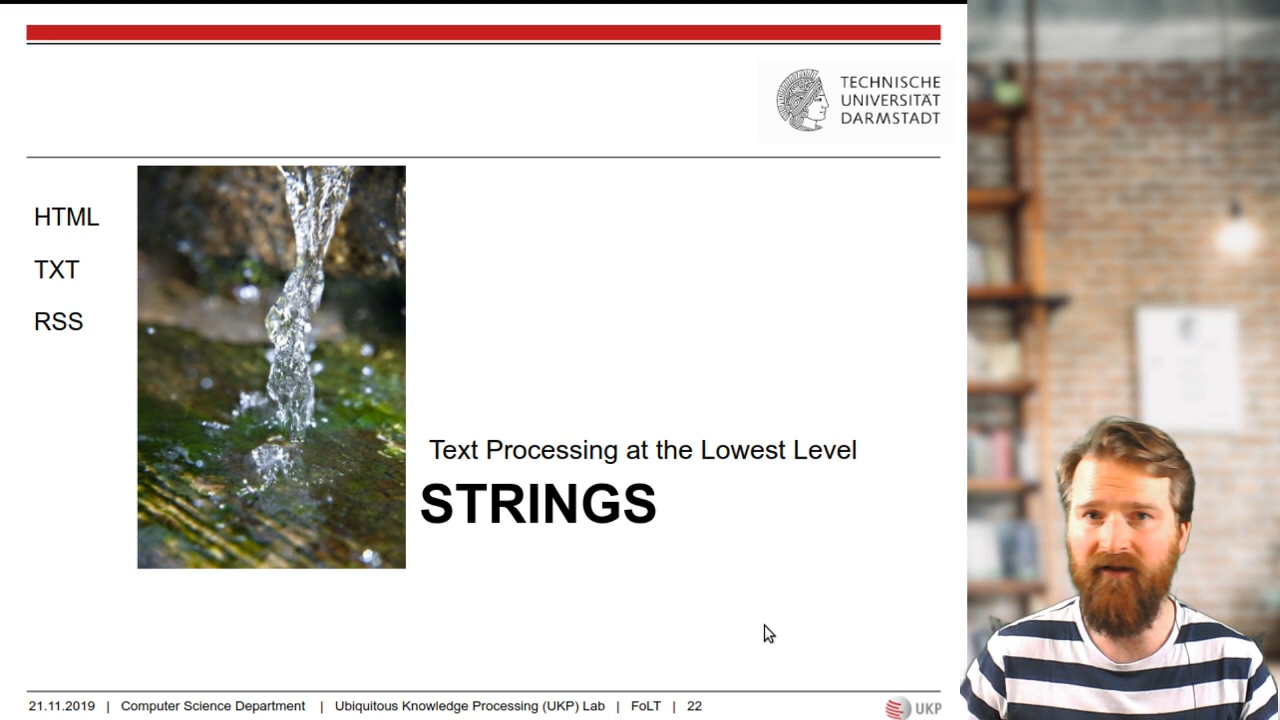 TECHNISCHE
UNIVERSITÄT
DARMSTADT
HTML
TXT
RSS
Text Processing at the Lowest Level
STRINGS
21.11.2019 | Computer Science Department | Ubiquitous Knowledge Processing (UKP) Lab | FoLT | 22
UKP